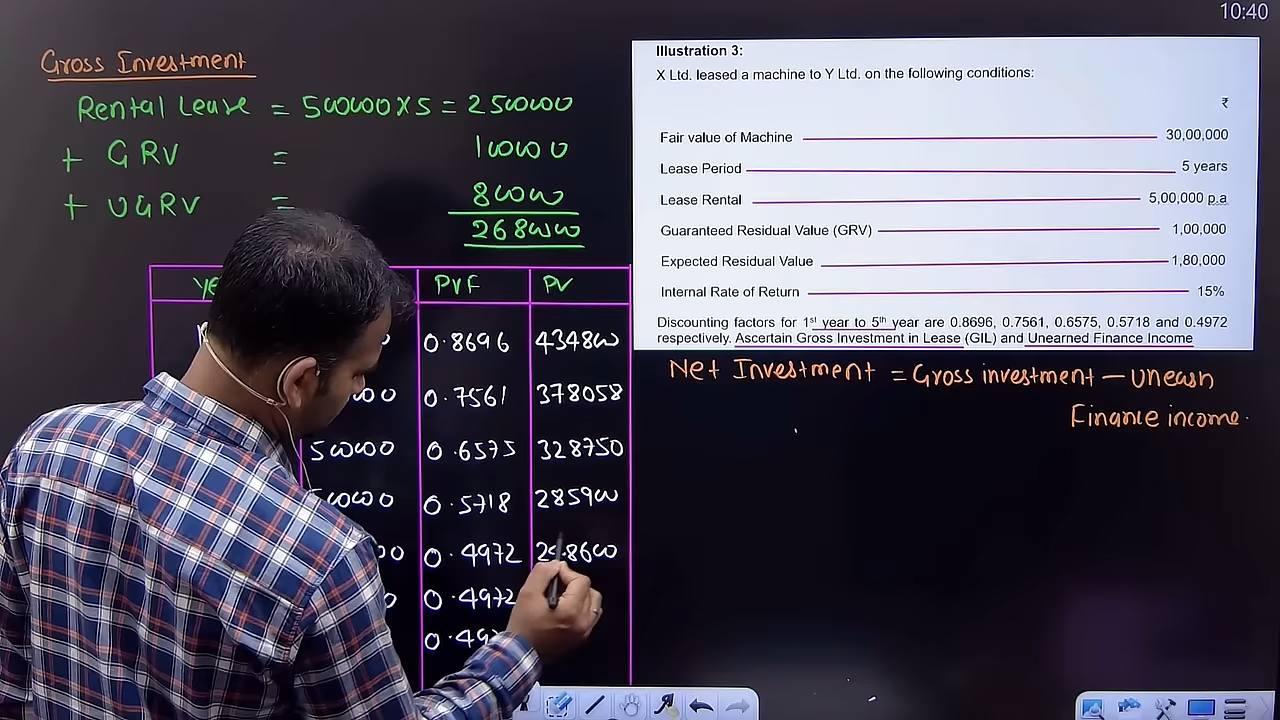 10:40
Gross Investment
Rental Lease = 500000 X 5 = 2500000
+ GRV = 100000
+ UGRV = 80000
2680000
PVF PV
0.8696 434800
0.7561 378058
500000 0.6575 328750
0.5718 285900
0.4972
0.4972
Illustration 3:
X Ltd. leased a machine to Y Ltd. on the following conditions:
₹
Fair value of Machine 30,00,000
Lease Period 5 years
Lease Rental 5,00,000 p.a
Guaranteed Residual Value (GRV) 1,00,000
Expected Residual Value 1,80,000
Internal Rate of Return 15%
Discounting factors for 1st year to 5th year are 0.8696, 0.7561, 0.6575, 0.5718 and 0.4972
respectively. Ascertain Gross Investment in Lease (GIL) and Unearned Finance Income
Net Investment = Gross investment - Unearn
Finance income.